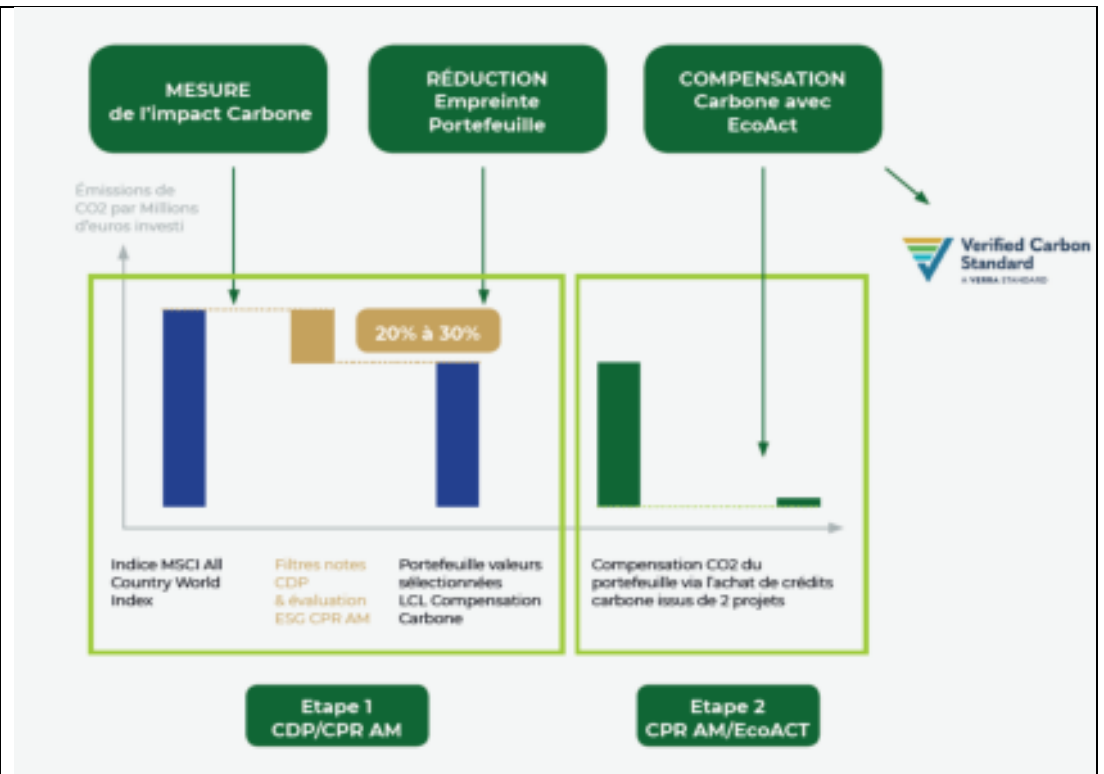 MESURE
de l'impact Carbone
RÉDUCTION
Empreinte
Portefeuille
COMPENSATION
Carbone avec
EcoAct
Émissions de
CO2 par Millions
d'euros investi
Verified Carbon
Standard
A VERRA STANDARD
20% à 30%
Indice MSCI All
Country World
Index
Filtres notes
CDP
& évaluation
ESG CPR AM
Portefeuille valeurs
sélectionnées
LCL Compensation
Carbone
Compensation CO2 du
portefeuille via l'achat de crédits
carbone issus de 2 projets
Etape 1
CDP/CPR AM
Etape 2
CPR AM/EcoACT